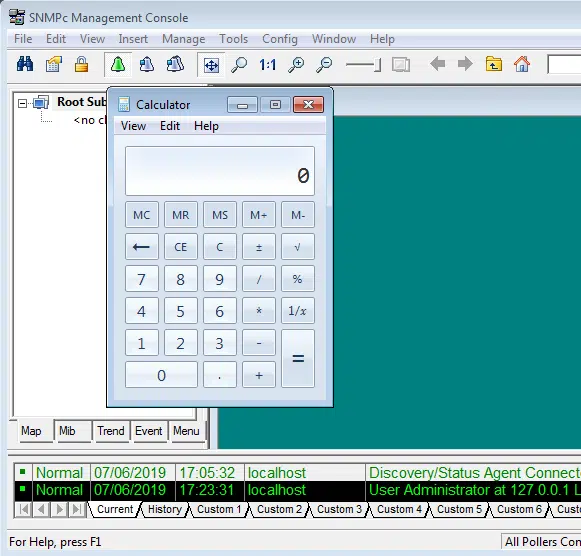 SNMPc Management Console
File Edit View Insert Manage Tools Config Window Help
1:1
Root Sub
<no ch
Calculator
View Edit Help
0
MC MR MS M+ M-
← CE C ± √
7 8 9 / %
4 5 6 * 1/x
1 2 3 - =
0 . +
Map Mib Trend Event Menu
Normal 07/06/2019 17:05:32 localhost Discovery/Status Agent Connect
Normal 07/06/2019 17:23:31 localhost User Administrator at 127.0.0.1 L
Current History Custom 1 Custom 2 Custom 3 Custom 4 Custom 5 Custom 6 Custo
For Help, press F1
All Pollers Con